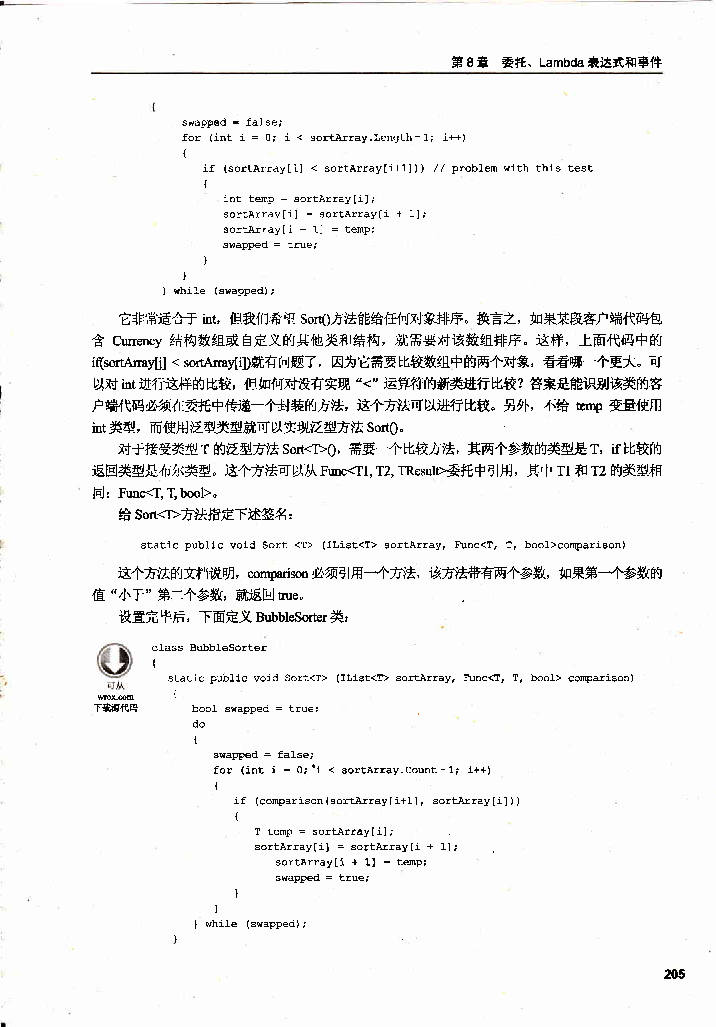 第8章 委托、Lambda 表达式和事件
{
swapped = false;
for (int i = 0; i < sortArray.Length-1; i++)
{
if (sortArray[i] < sortArray[i+1])) // problem with this test
{
int temp = sortArray[i];
sortArray[i] = sortArray[i + 1];
sortArray[i + 1] = temp;
swapped = true;
}
}
} while (swapped);
它非常适合于 int，但我们希望 Sort()方法能给任何对象排序。换言之，如果某段客户端代码包
含 Currency 结构数组或自定义的其他类和结构，就需要对该数组排序。这样，上面代码中的
if(sortArray[j] < sortArray[i])就有问题了，因为它需要比较数组中的两个对象，看看哪一个更大。可
以对 int 进行这样的比较，但如何对没有实现“<”运算符的新类进行比较？答案是能识别该类的客
户端代码必须在委托中传递一个封装的方法，这个方法可以进行比较。另外，不给 temp 变量使用
int 类型，而使用泛型类型就可以实现泛型方法 Sort()。
对于接受类型 T 的泛型方法 Sort<T>()，需要一个比较方法，其两个参数的类型是 T，if 比较的
返回类型是布尔类型。这个方法可以从 Func<T1, T2, TResult>委托中引用，其中 T1 和 T2 的类型相
同：Func<T, T, bool>。
给 Sort<T>方法指定下述签名：
static public void Sort <T> (IList<T> sortArray, Func<T, T, bool>comparison)
这个方法的文档说明，comparison 必须引用一个方法，该方法带有两个参数，如果第一个参数的
值“小于”第二个参数，就返回 true。
设置完毕后，下面定义 BubbleSorter 类：
可从
wrox.com
下载源代码
class BubbleSorter
{
static public void Sort<T> (IList<T> sortArray, Func<T, T, bool> comparison)
{
bool swapped = true;
do
{
swapped = false;
for (int i = 0; i < sortArray.Count-1; i++)
{
if (comparison(sortArray[i+1], sortArray[i]))
{
T temp = sortArray[i];
sortArray[i] = sortArray[i + 1];
sortArray[i + 1] = temp;
swapped = true;
}
}
} while (swapped);
}
205